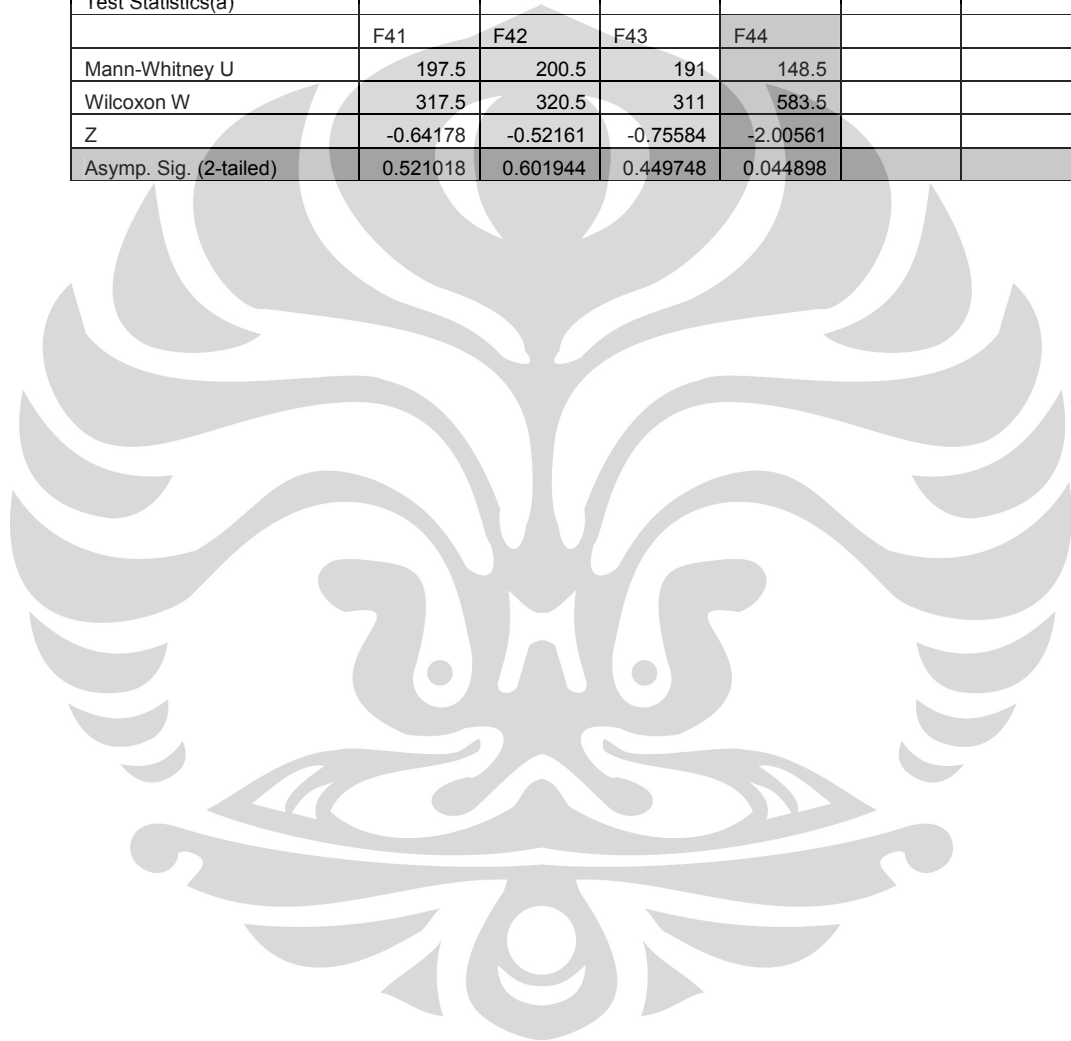 Test Statistics(a)
F41 F42 F43 F44
Mann-Whitney U 197.5 200.5 191 148.5
Wilcoxon W 317.5 320.5 311 583.5
Z -0.64178 -0.52161 -0.75584 -2.00561
Asymp. Sig. (2-tailed) 0.521018 0.601944 0.449748 0.044898